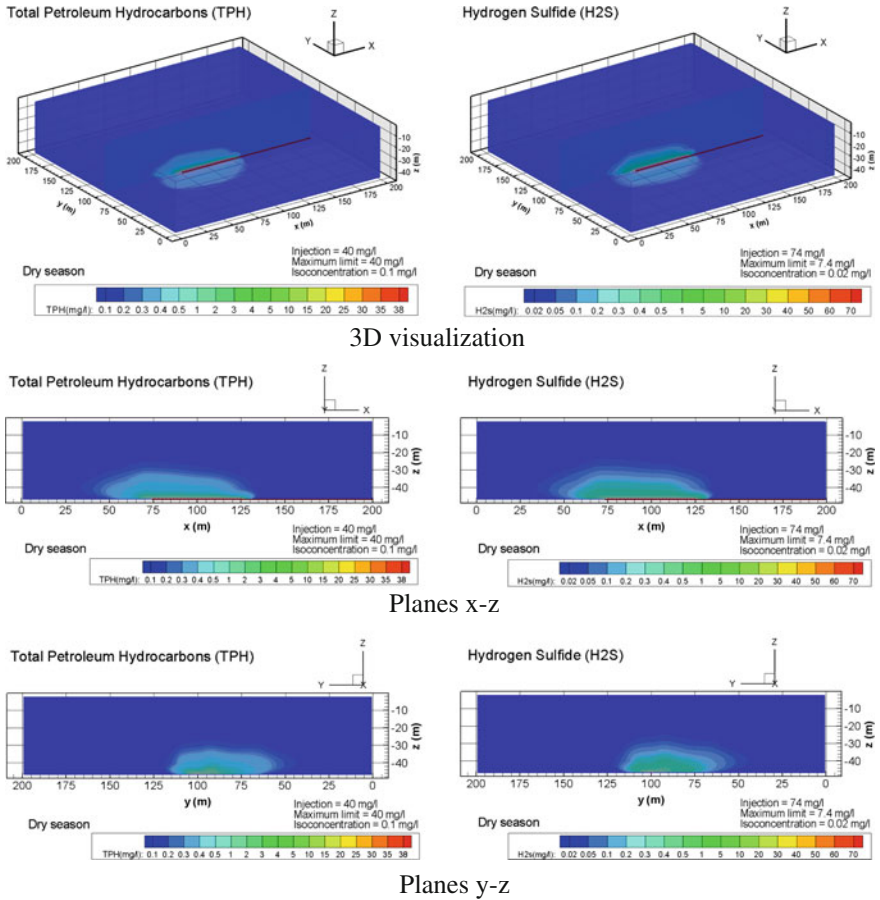 Total Petroleum Hydrocarbons (TPH)
Z
Y
X
-10
-20
-30
-40
z (m)
200
175
150
125
100
75
50
25
0
y (m)
0
25
50
75
100
125
150
175
200
x (m)
Injection = 40 mg/l
Maximum limit = 40 mg/l
Isoconcentration = 0.1 mg/l
Dry season
TPH(mg/l): 0.1 0.2 0.3 0.4 0.5 1 2 3 4 5 10 15 20 25 30 35 38
Hydrogen Sulfide (H2S)
Z
Y
X
-10
-20
-30
-40
z (m)
200
175
150
125
100
75
50
25
0
y (m)
0
25
50
75
100
125
150
175
200
x (m)
Injection = 74 mg/l
Maximum limit = 7.4 mg/l
Isoconcentration = 0.02 mg/l
Dry season
H2s(mg/l): 0.02 0.05 0.1 0.2 0.3 0.4 0.5 1 5 10 20 30 40 50 60 70
3D visualization
Total Petroleum Hydrocarbons (TPH)
Z
Y X
-10
-20
-30
-40
z (m)
0 25 50 75 100 125 150 175 200
x (m)
Injection = 40 mg/l
Maximum limit = 40 mg/l
Isoconcentration = 0.1 mg/l
Dry season
TPH(mg/l): 0.1 0.2 0.3 0.4 0.5 1 2 3 4 5 10 15 20 25 30 35 38
Hydrogen Sulfide (H2S)
Z
Y X
-10
-20
-30
-40
z (m)
0 25 50 75 100 125 150 175 200
x (m)
Injection = 74 mg/l
Maximum limit = 7.4 mg/l
Isoconcentration = 0.02 mg/l
Dry season
H2s(mg/l): 0.02 0.05 0.1 0.2 0.3 0.4 0.5 1 5 10 20 30 40 50 60 70
Planes x-z
Total Petroleum Hydrocarbons (TPH)
Z
Y X
-10
-20
-30
-40
z (m)
200 175 150 125 100 75 50 25 0
y (m)
Injection = 40 mg/l
Maximum limit = 40 mg/l
Isoconcentration = 0.1 mg/l
Dry season
TPH(mg/l): 0.1 0.2 0.3 0.4 0.5 1 2 3 4 5 10 15 20 25 30 35 38
Hydrogen Sulfide (H2S)
Z
Y X
-10
-20
-30
-40
z (m)
200 175 150 125 100 75 50 25 0
y (m)
Injection = 74 mg/l
Maximum limit = 7.4 mg/l
Isoconcentration = 0.02 mg/l
Dry season
H2s(mg/l): 0.02 0.05 0.1 0.2 0.3 0.4 0.5 1 5 10 20 30 40 50 60 70
Planes y-z